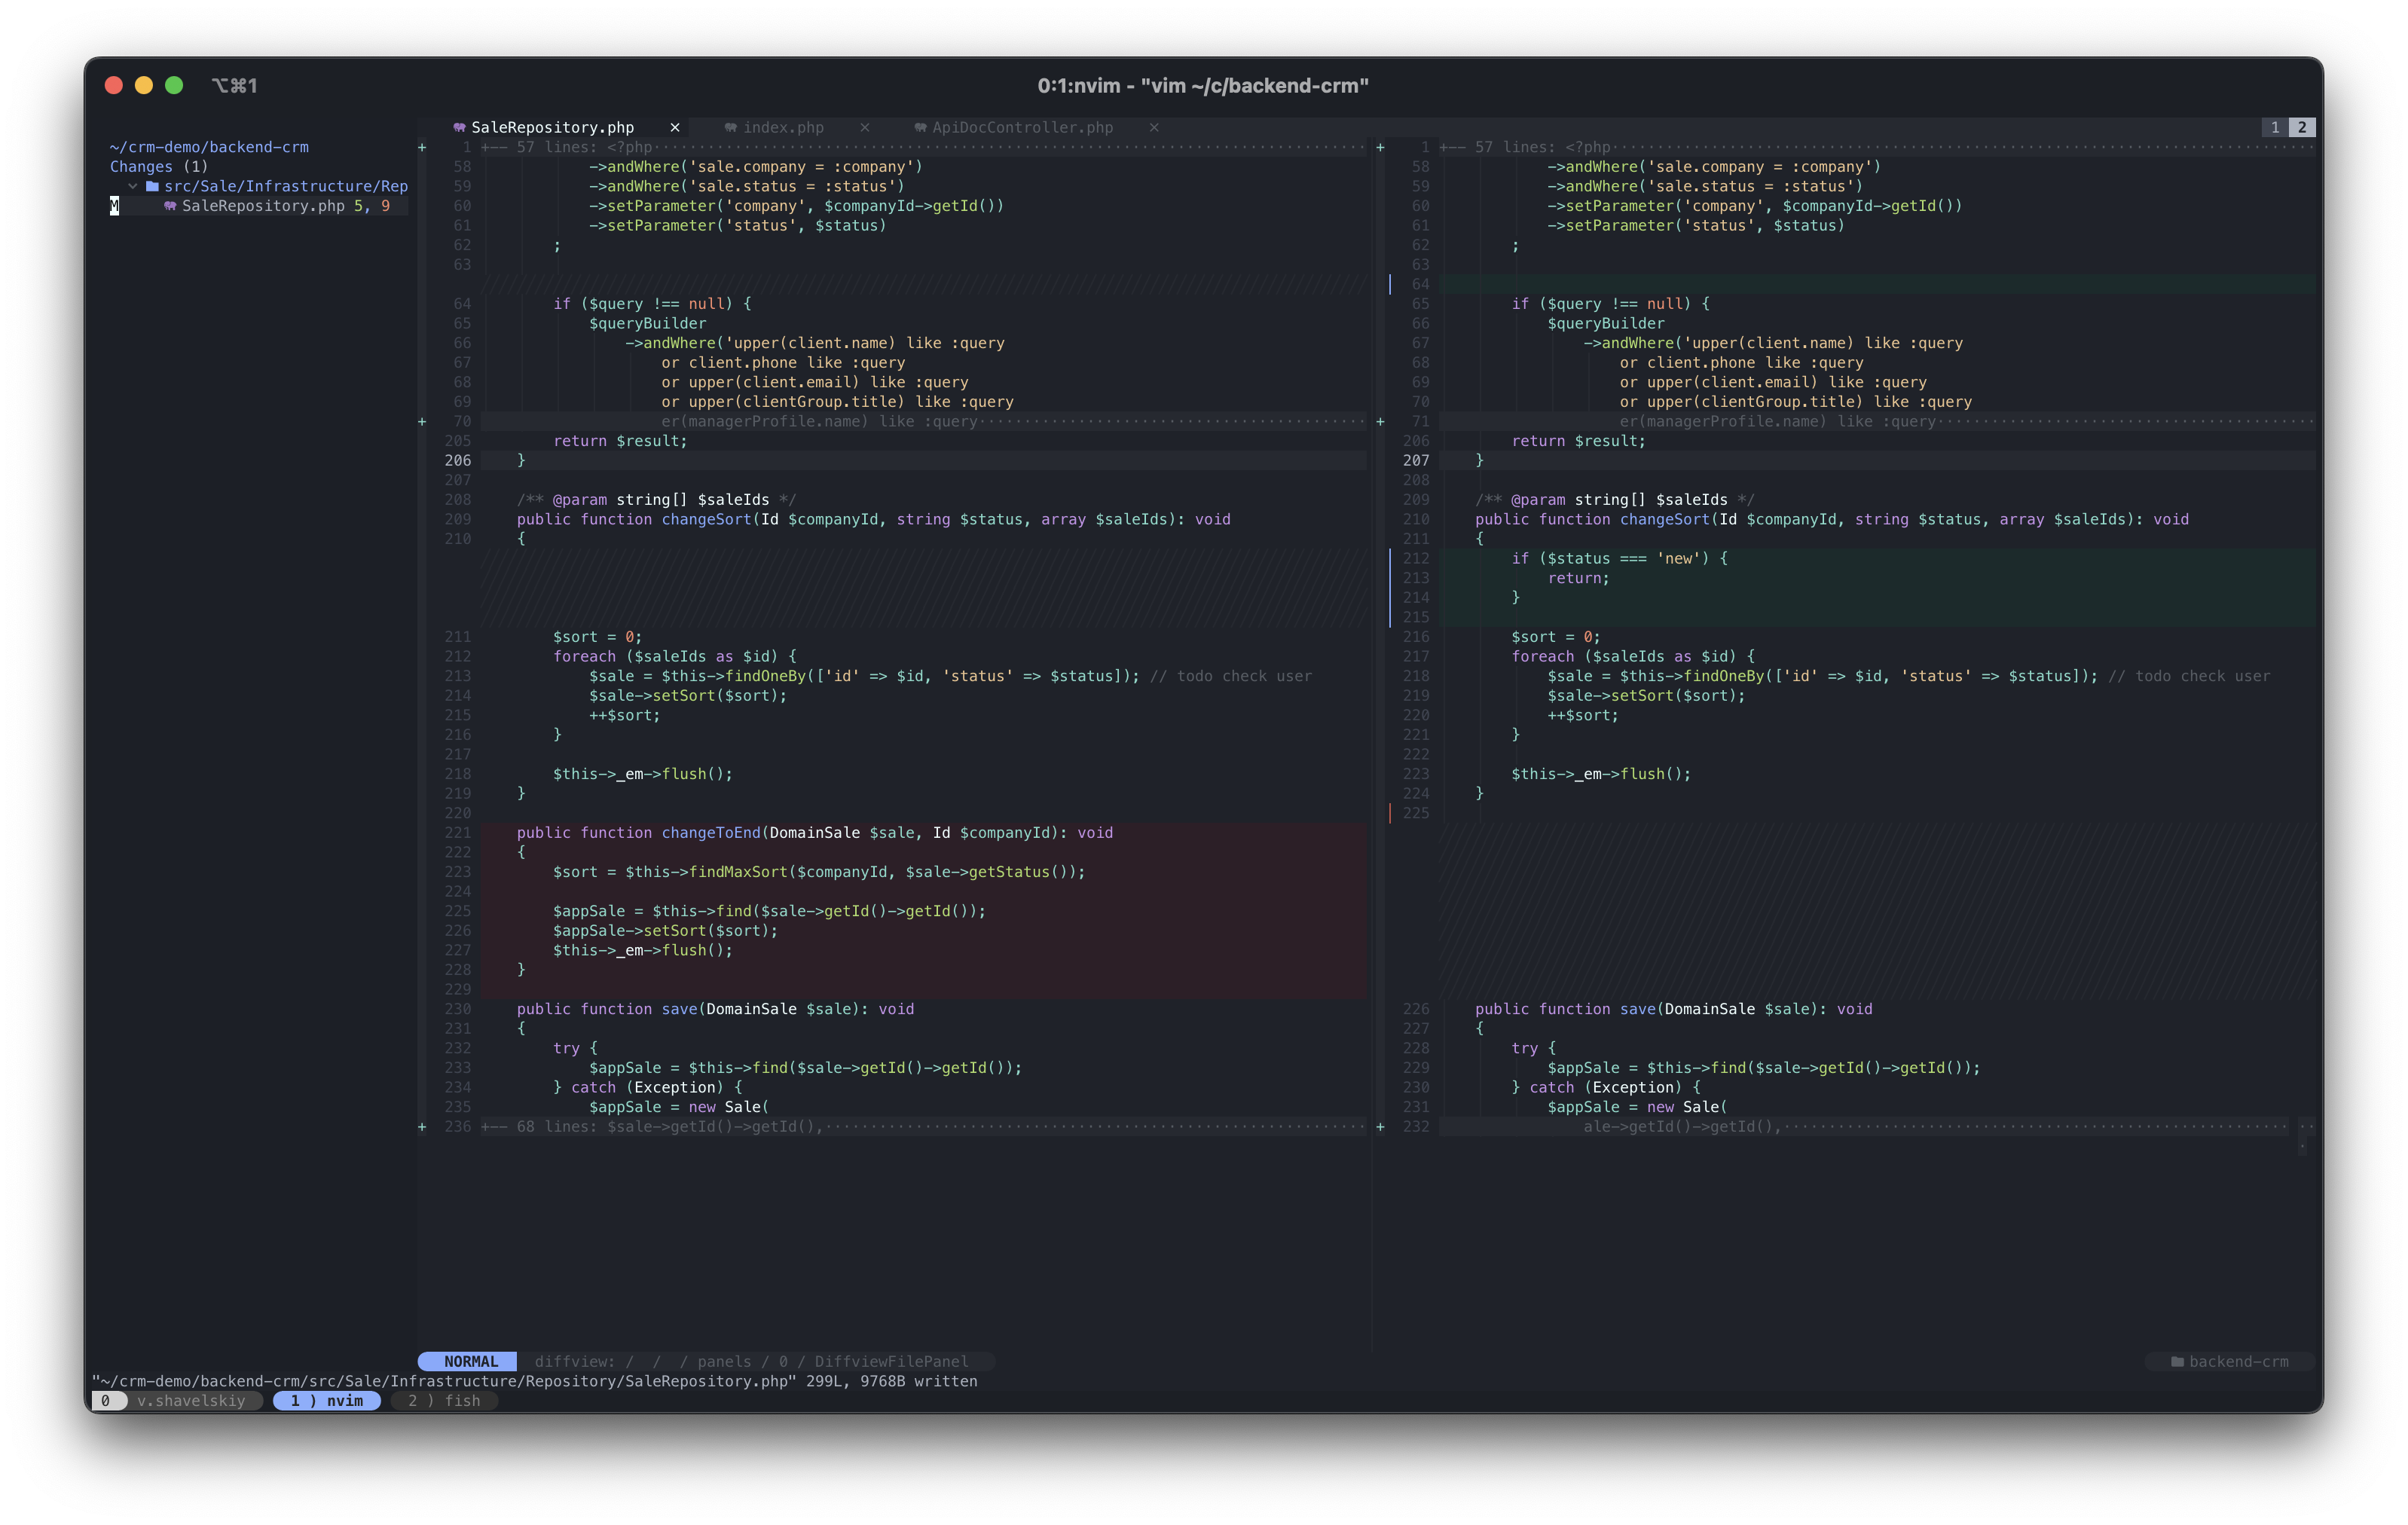 ⌥⌘1
0:1:nvim - "vim ~/c/backend-crm"
SaleRepository.php ✕ index.php ✕ ApiDocController.php ✕ 1 2
~/crm-demo/backend-crm
Changes (1)
src/Sale/Infrastructure/Rep
M SaleRepository.php 5, 9
+ 1 +── 57 lines: <?php
58 ->andWhere('sale.company = :company')
59 ->andWhere('sale.status = :status')
60 ->setParameter('company', $companyId->getId())
61 ->setParameter('status', $status)
62 ;
63
64 if ($query !== null) {
65 $queryBuilder
66 ->andWhere('upper(client.name) like :query
67 or client.phone like :query
68 or upper(client.email) like :query
69 or upper(clientGroup.title) like :query
+ 70 er(managerProfile.name) like :query
205 return $result;
206 }
207
208 /** @param string[] $saleIds */
209 public function changeSort(Id $companyId, string $status, array $saleIds): void
210 {
211 $sort = 0;
212 foreach ($saleIds as $id) {
213 $sale = $this->findOneBy(['id' => $id, 'status' => $status]); // todo check user
214 $sale->setSort($sort);
215 ++$sort;
216 }
217
218 $this->_em->flush();
219 }
220
221 public function changeToEnd(DomainSale $sale, Id $companyId): void
222 {
223 $sort = $this->findMaxSort($companyId, $sale->getStatus());
224
225 $appSale = $this->find($sale->getId()->getId());
226 $appSale->setSort($sort);
227 $this->_em->flush();
228 }
229
230 public function save(DomainSale $sale): void
231 {
232 try {
233 $appSale = $this->find($sale->getId()->getId());
234 } catch (Exception) {
235 $appSale = new Sale(
+ 236 +── 68 lines: $sale->getId()->getId(),
+ 1 +── 57 lines: <?php
58 ->andWhere('sale.company = :company')
59 ->andWhere('sale.status = :status')
60 ->setParameter('company', $companyId->getId())
61 ->setParameter('status', $status)
62 ;
63
64
65 if ($query !== null) {
66 $queryBuilder
67 ->andWhere('upper(client.name) like :query
68 or client.phone like :query
69 or upper(client.email) like :query
70 or upper(clientGroup.title) like :query
+ 71 er(managerProfile.name) like :query
206 return $result;
207 }
208
209 /** @param string[] $saleIds */
210 public function changeSort(Id $companyId, string $status, array $saleIds): void
211 {
212 if ($status === 'new') {
213 return;
214 }
215
216 $sort = 0;
217 foreach ($saleIds as $id) {
218 $sale = $this->findOneBy(['id' => $id, 'status' => $status]); // todo check user
219 $sale->setSort($sort);
220 ++$sort;
221 }
222
223 $this->_em->flush();
224 }
225
226 public function save(DomainSale $sale): void
227 {
228 try {
229 $appSale = $this->find($sale->getId()->getId());
230 } catch (Exception) {
231 $appSale = new Sale(
+ 232 ale->getId()->getId(),
NORMAL diffview: / / / panels / 0 / DiffviewFilePanel backend-crm
"~/crm-demo/backend-crm/src/Sale/Infrastructure/Repository/SaleRepository.php" 299L, 9768B written
0 v.shavelskiy 1 ) nvim 2 ) fish